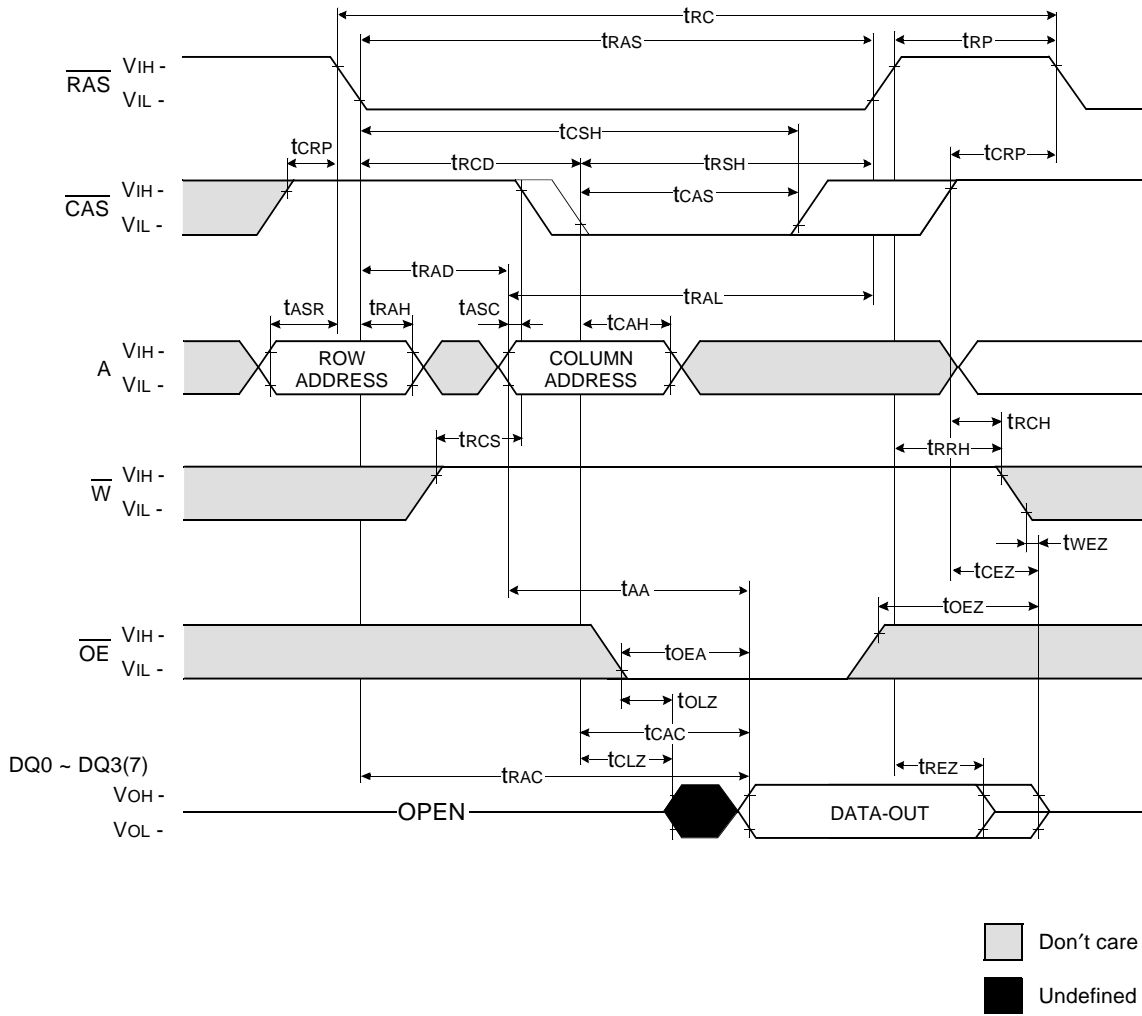 tRC
tRAS
tRP
RAS
VIH -
VIL -
tCSH
tCRP
tRCD
tRSH
tCRP
CAS
VIH -
VIL -
tCAS
tRAD
tRAL
tASR
tRAH
tASC
tCAH
A
VIH -
VIL -
ROW
ADDRESS
COLUMN
ADDRESS
tRCS
tRCH
tRRH
W
VIH -
VIL -
tWEZ
tCEZ
tAA
tOEZ
OE
VIH -
VIL -
tOEA
tOLZ
tCAC
tCLZ
tREZ
tRAC
DQ0 ~ DQ3(7)
VOH -
VOL -
OPEN
DATA-OUT
Don′t care
Undefined